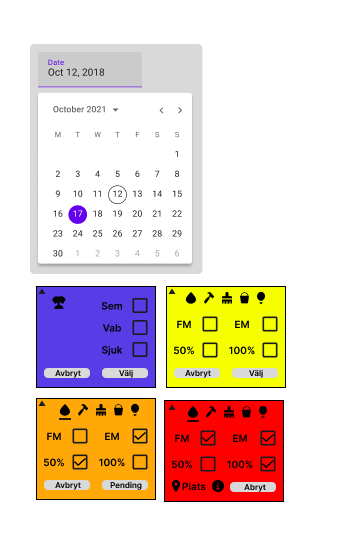 Date
Oct 12, 2018
October 2021
M T W T F S S
1
2 3 4 5 6 7 8
9 10 11 12 13 14 15
16 17 18 19 20 21 22
23 24 25 26 27 28 29
30 1 2 3 4 5 6
Sem
Vab
Sjuk
Avbryt Välj
FM EM
50% 100%
Avbryt Välj
FM EM
50% 100%
Avbryt Pending
FM EM
50% 100%
Plats Abryt